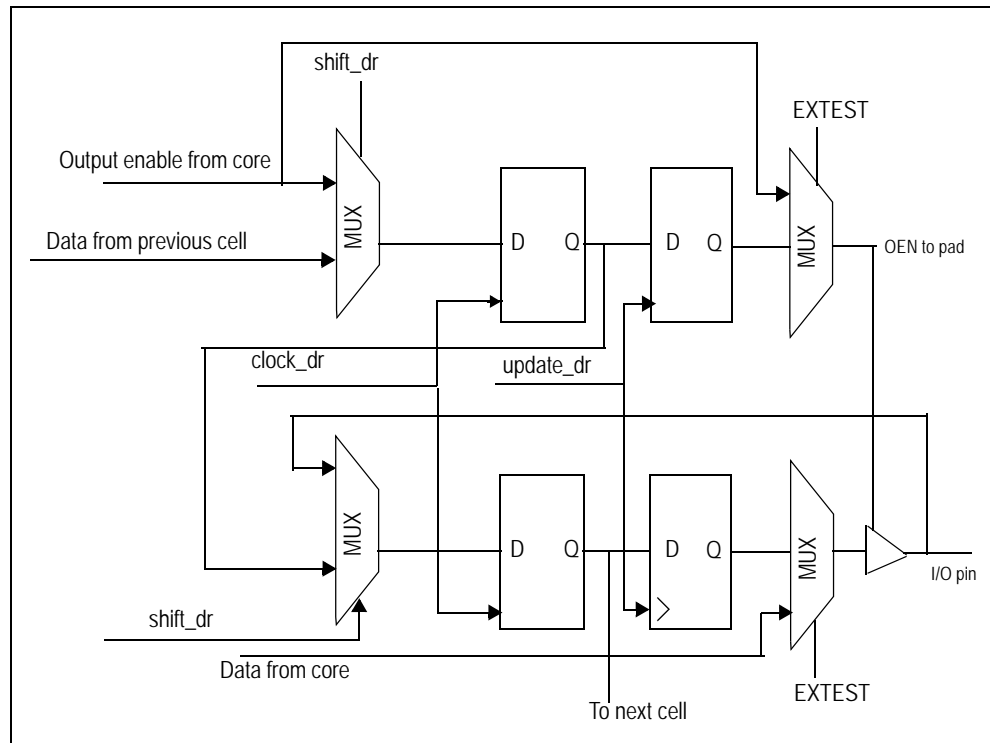 shift_dr
EXTEST
Output enable from core
MUX
D Q
D Q
MUX
Data from previous cell
OEN to pad
clock_dr
update_dr
MUX
D Q
D Q
MUX
I/O pin
shift_dr
Data from core
EXTEST
To next cell